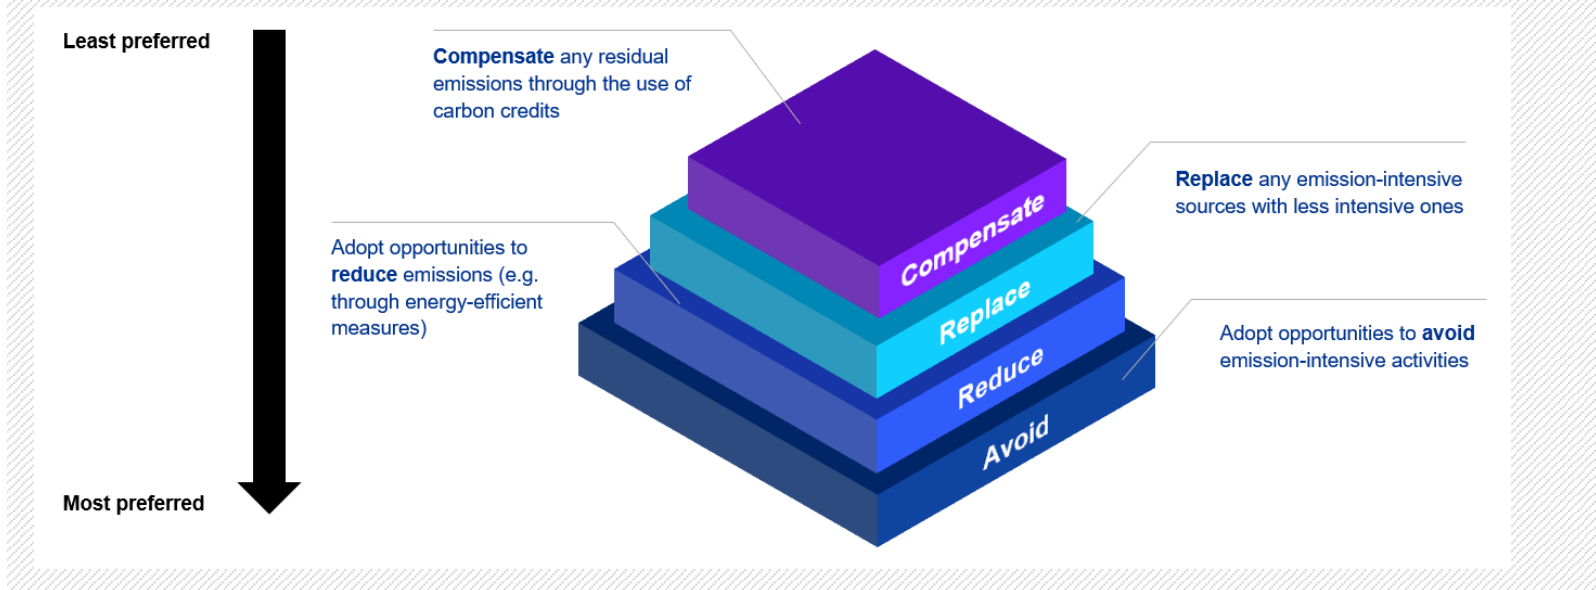 Least preferred
Compensate any residual
emissions through the use of
carbon credits
Replace any emission-intensive
sources with less intensive ones
Adopt opportunities to
reduce emissions (e.g.
through energy-efficient
measures)
Adopt opportunities to avoid
emission-intensive activities
Compensate
Replace
Reduce
Avoid
Most preferred